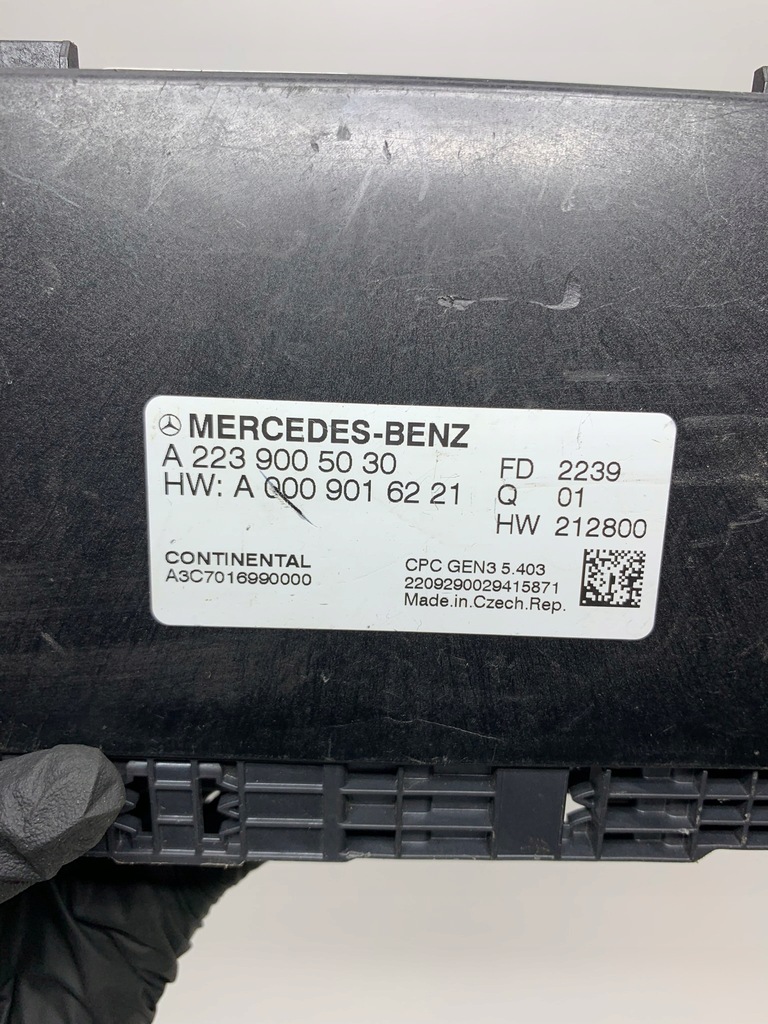 MERCEDES-BENZ
A 223 900 50 30
HW: A 000 901 62 21
FD 2239
Q 01
HW 212800
CONTINENTAL
A3C7016990000
CPC GEN3 5.403
2209290029415871
Made.in.Czech.Rep.